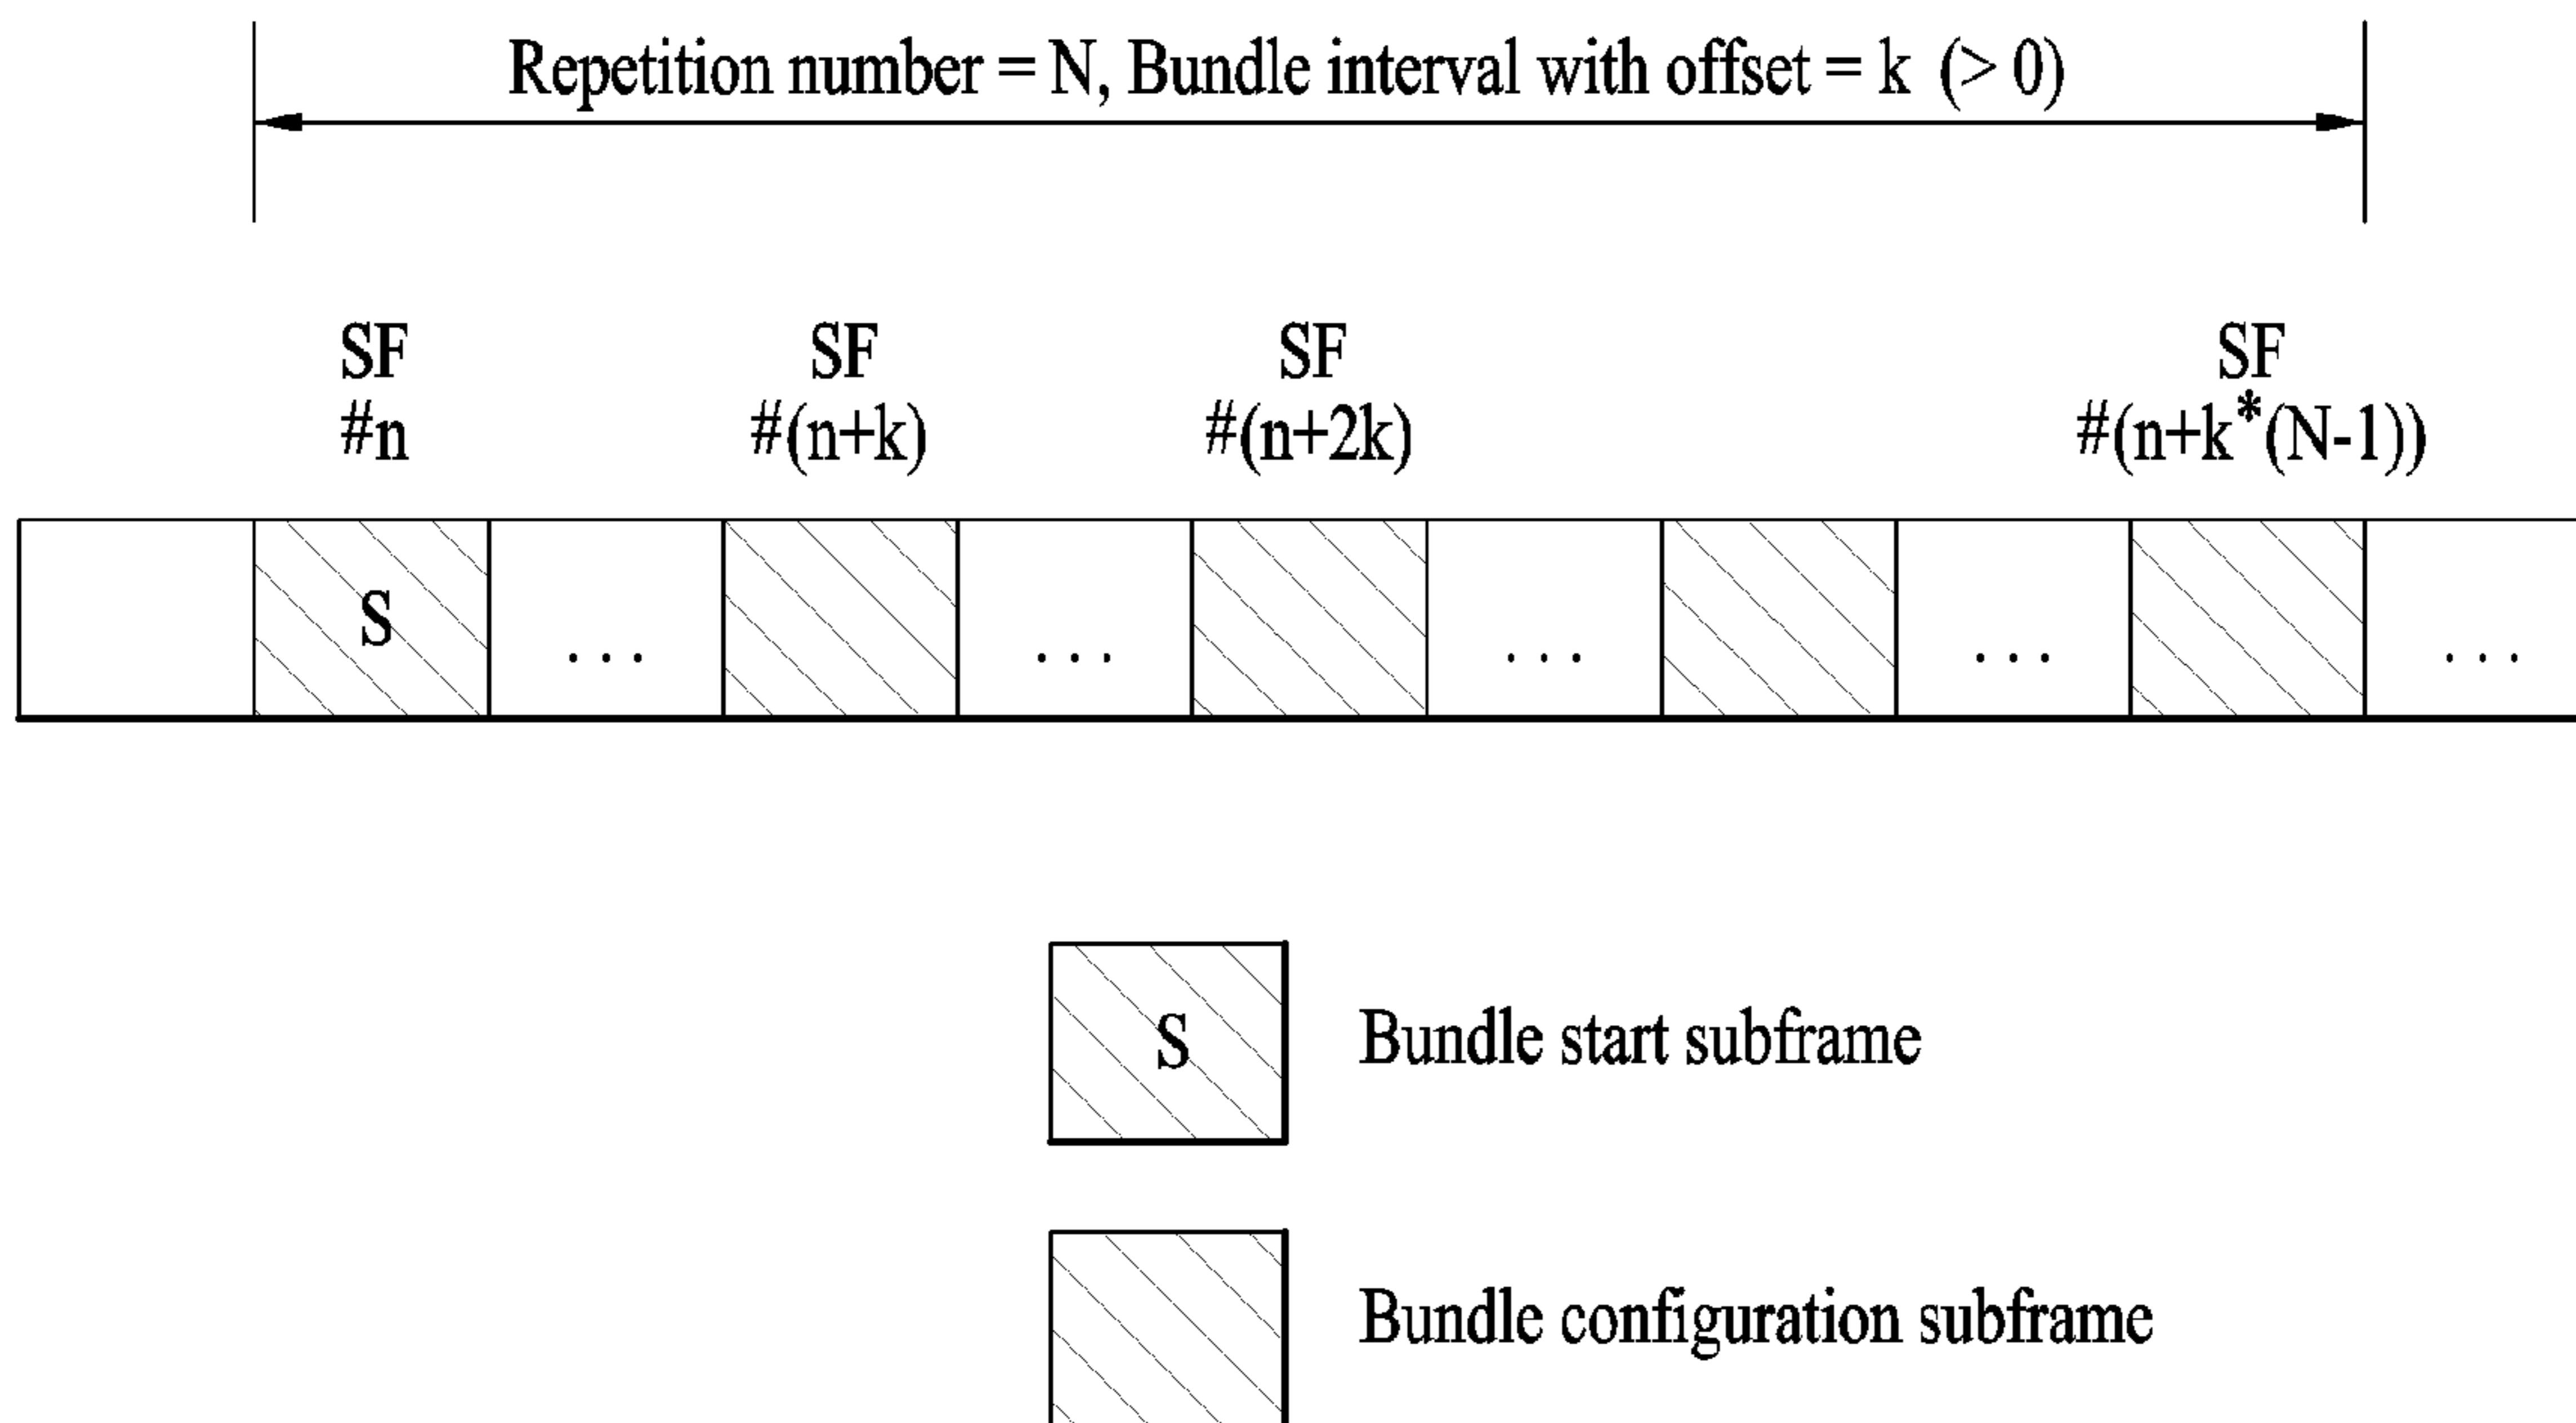 Repetition number = N, Bundle interval with offset = k (> 0)
SF SF SF SF
#n #(n+k) #(n+2k) #(n+k*(N-1))
S ... ... ... ... ...
S Bundle start subframe
Bundle configuration subframe